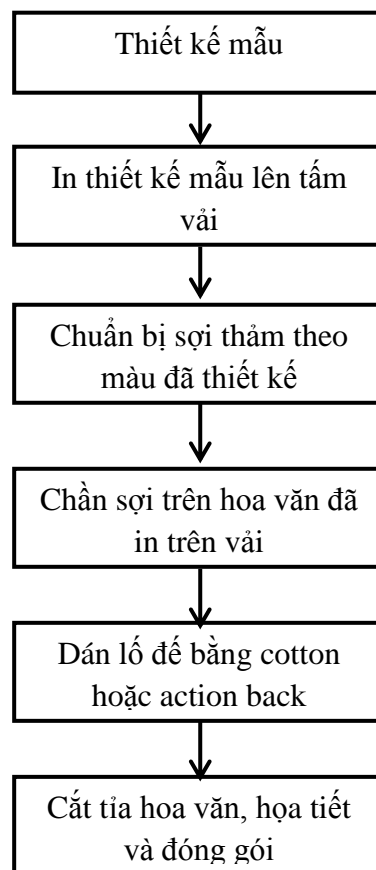 Thiết kế mẫu
In thiết kế mẫu lên tấm
vải
Chuẩn bị sợi thảm theo
màu đã thiết kế
Chần sợi trên hoa văn đã
in trên vải
Dán lố đế bằng cotton
hoặc action back
Cắt tỉa hoa văn, họa tiết
và đóng gói